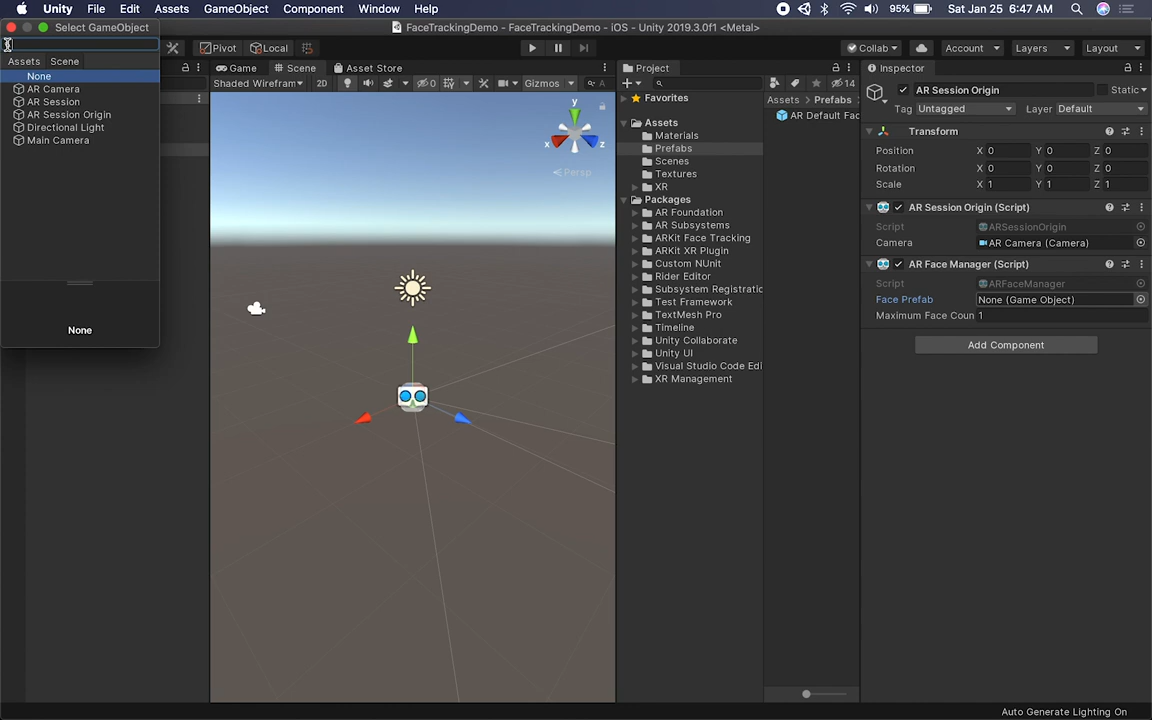 Unity File Edit Assets GameObject Component Window Help 95% Sat Jan 25 6:47 AM
Select GameObject
FaceTrackingDemo - FaceTrackingDemo - iOS - Unity 2019.3.0f1 <Metal>
Pivot Local Collab Account Layers Layout
Assets Scene
None
AR Camera
AR Session
AR Session Origin
Directional Light
Main Camera
None
Game Scene Asset Store
Shaded Wireframe 2D 0 Gizmos A
y
x
z
Persp
Project
14
Favorites
Assets
Materials
Prefabs
Scenes
Textures
XR
Packages
AR Foundation
AR Subsystems
ARKit Face Tracking
ARKit XR Plugin
Custom NUnit
Rider Editor
Subsystem Registratic
Test Framework
TextMesh Pro
Timeline
Unity Collaborate
Unity UI
Visual Studio Code Edi
XR Management
Assets Prefabs
AR Default Fac
Inspector
AR Session Origin Static
Tag Untagged Layer Default
Transform
Position X 0 Y 0 Z 0
Rotation X 0 Y 0 Z 0
Scale X 1 Y 1 Z 1
AR Session Origin (Script)
Script ARSessionOrigin
Camera AR Camera (Camera)
AR Face Manager (Script)
Script ARFaceManager
Face Prefab None (Game Object)
Maximum Face Coun 1
Add Component
Auto Generate Lighting On